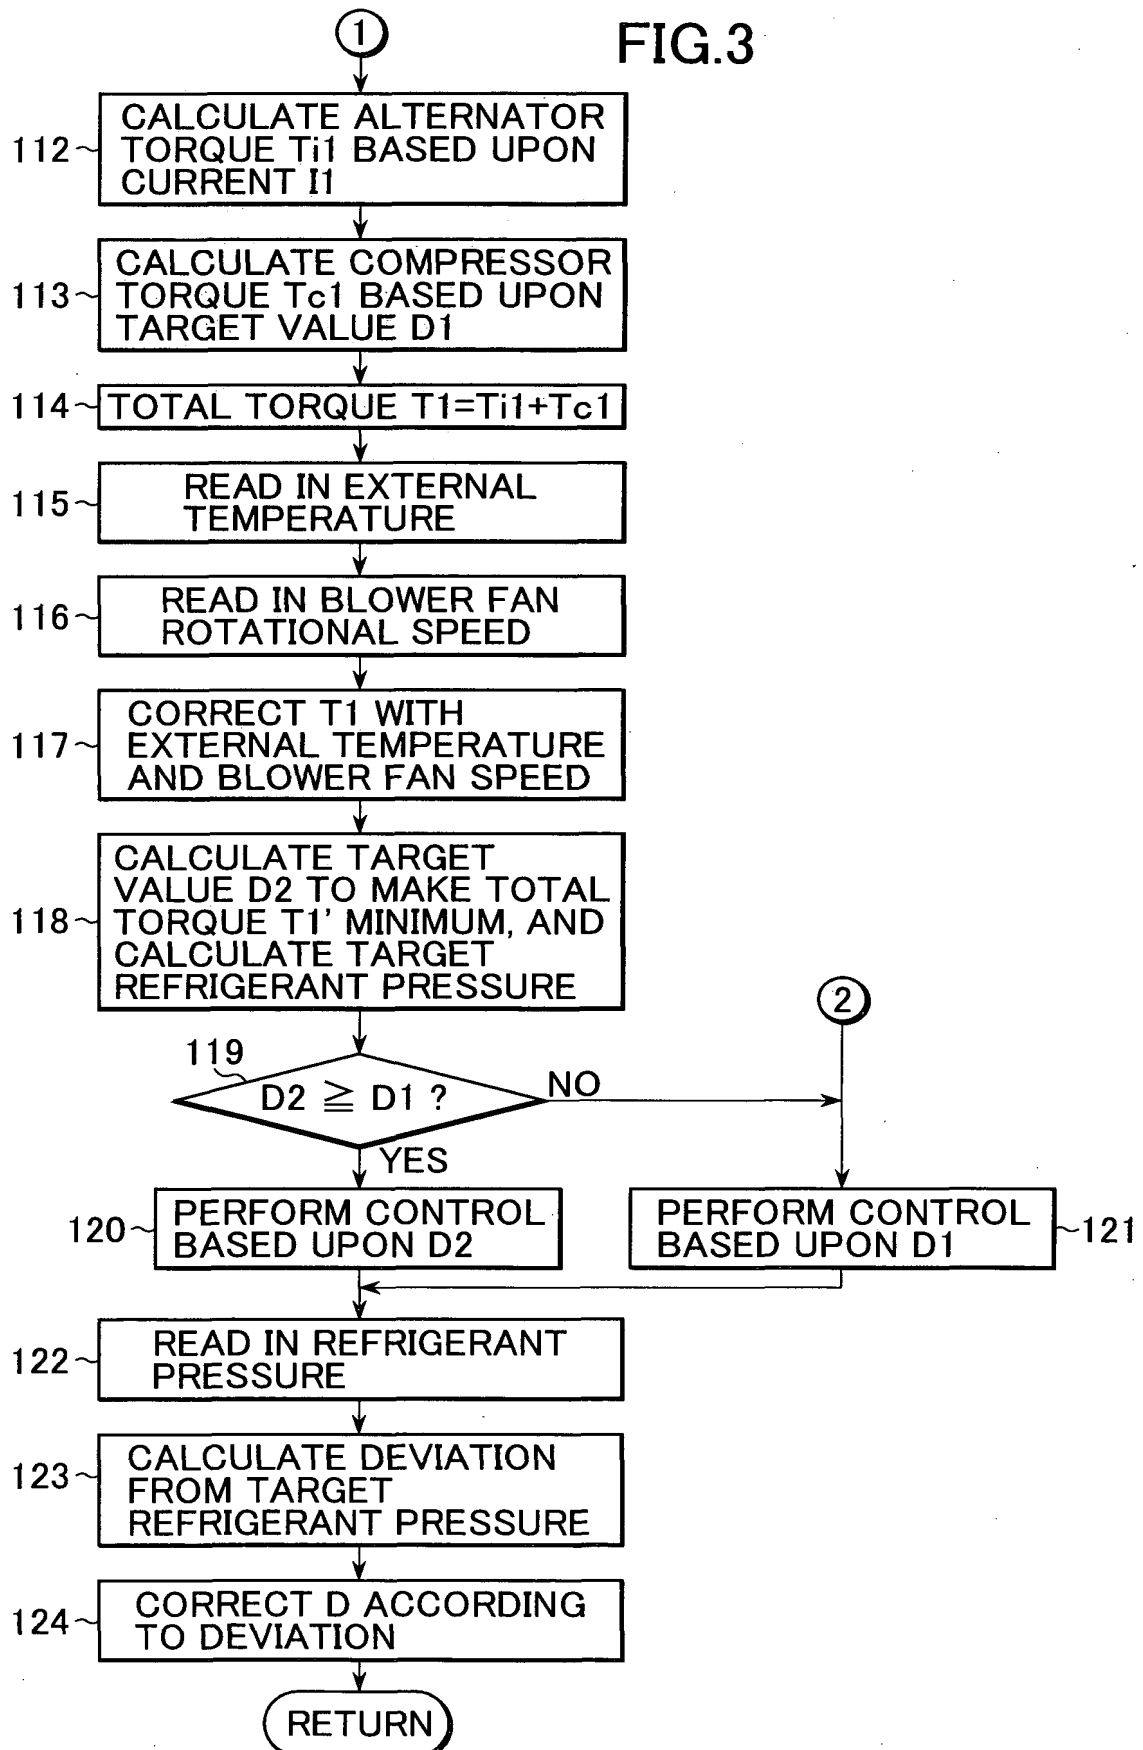 1
FIG.3
112
CALCULATE ALTERNATOR
TORQUE Ti1 BASED UPON
CURRENT I1
113
CALCULATE COMPRESSOR
TORQUE Tc1 BASED UPON
TARGET VALUE D1
114
TOTAL TORQUE T1=Ti1+Tc1
115
READ IN EXTERNAL
TEMPERATURE
116
READ IN BLOWER FAN
ROTATIONAL SPEED
117
CORRECT T1 WITH
EXTERNAL TEMPERATURE
AND BLOWER FAN SPEED
118
CALCULATE TARGET
VALUE D2 TO MAKE TOTAL
TORQUE T1' MINIMUM, AND
CALCULATE TARGET
REFRIGERANT PRESSURE
2
119
D2 ≧ D1 ?
NO
YES
120
PERFORM CONTROL
BASED UPON D2
PERFORM CONTROL
BASED UPON D1
121
122
READ IN REFRIGERANT
PRESSURE
123
CALCULATE DEVIATION
FROM TARGET
REFRIGERANT PRESSURE
124
CORRECT D ACCORDING
TO DEVIATION
RETURN